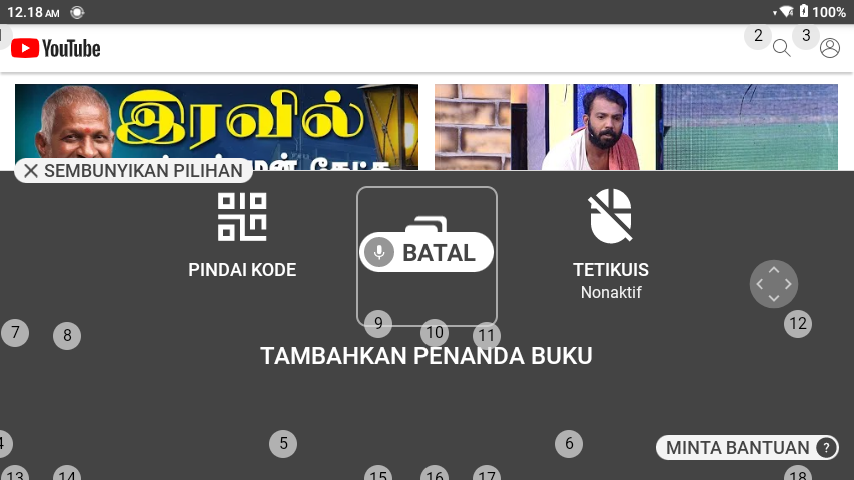 12.18 AM
100%
2
3
YouTube
இரவில்
கேட்க
SEMBUNYIKAN PILIHAN
BATAL
PINDAI KODE
TETIKUIS
Nonaktif
7
8
9
10
11
12
TAMBAHKAN PENANDA BUKU
4
5
6
MINTA BANTUAN ?
13
14
15
16
17
18